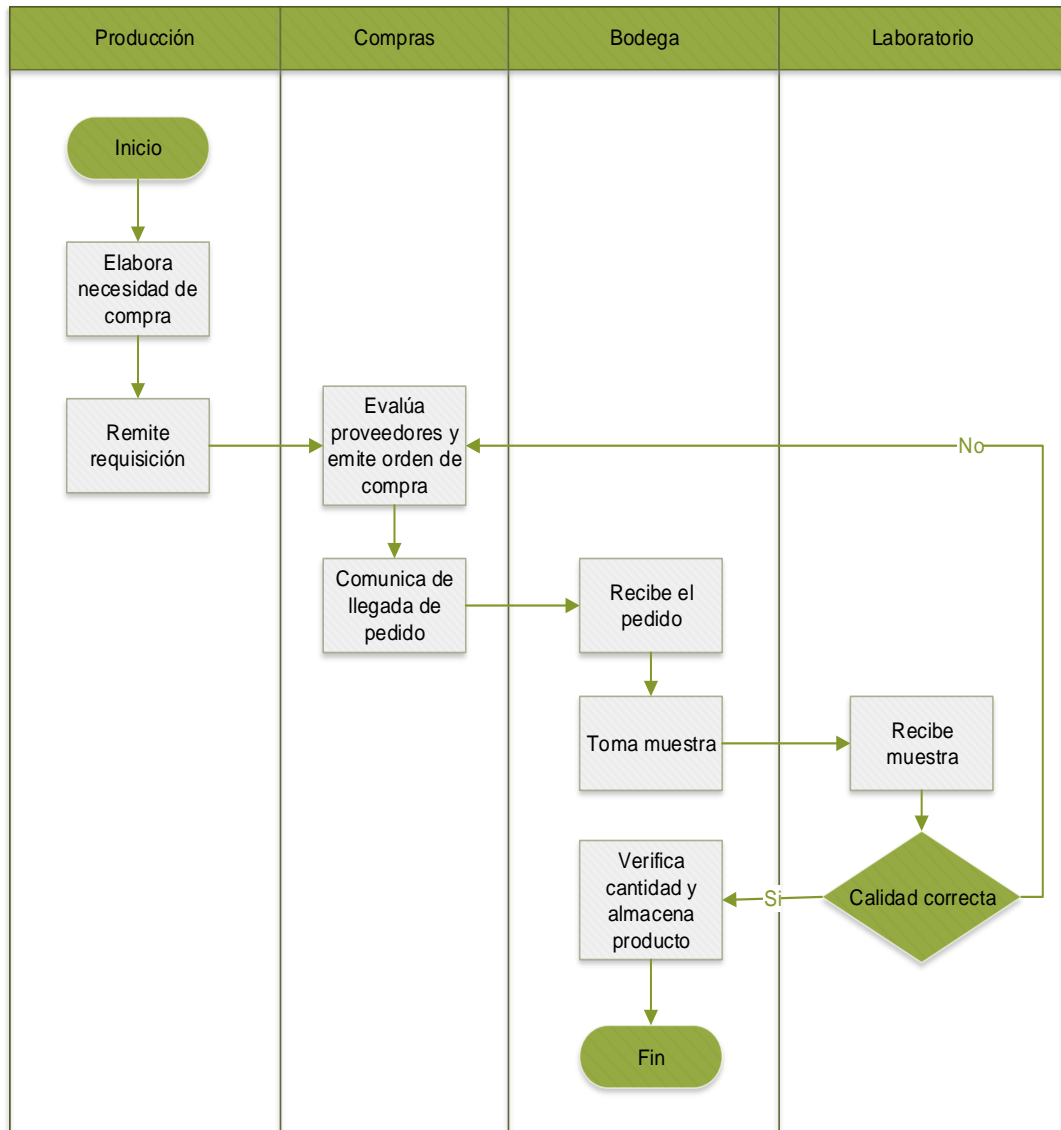 Producción
Compras
Bodega
Laboratorio
Inicio
Elabora
necesidad de
compra
Remite
requisición
Evalúa
proveedores y
emite orden de
compra
No
Comunica de
llegada de
pedido
Recibe el
pedido
Toma muestra
Recibe
muestra
Calidad correcta
Si
Verifica
cantidad y
almacena
producto
Fin